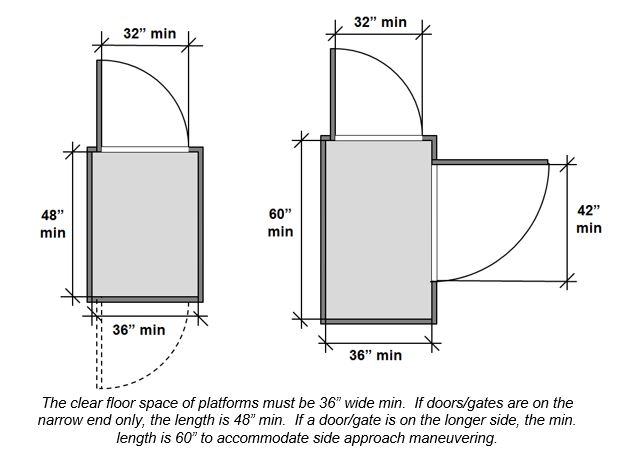 32” min
32” min
48”
min
60”
min
42”
min
36” min
36” min
The clear floor space of platforms must be 36” wide min.  If doors/gates are on the
narrow end only, the length is 48” min.  If a door/gate is on the longer side, the min.
length is 60” to accommodate side approach maneuvering.